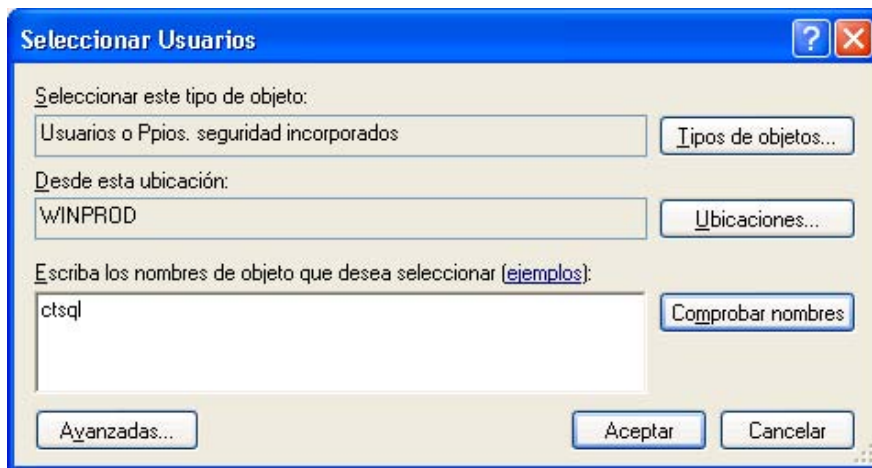 Seleccionar Usuarios
Seleccionar este tipo de objeto:
Usuarios o Ppios. seguridad incorporados
Tipos de objetos...
Desde esta ubicación:
WINPROD
Ubicaciones...
Escriba los nombres de objeto que desea seleccionar (ejemplos):
ctsql
Comprobar nombres
Avanzadas...
Aceptar
Cancelar